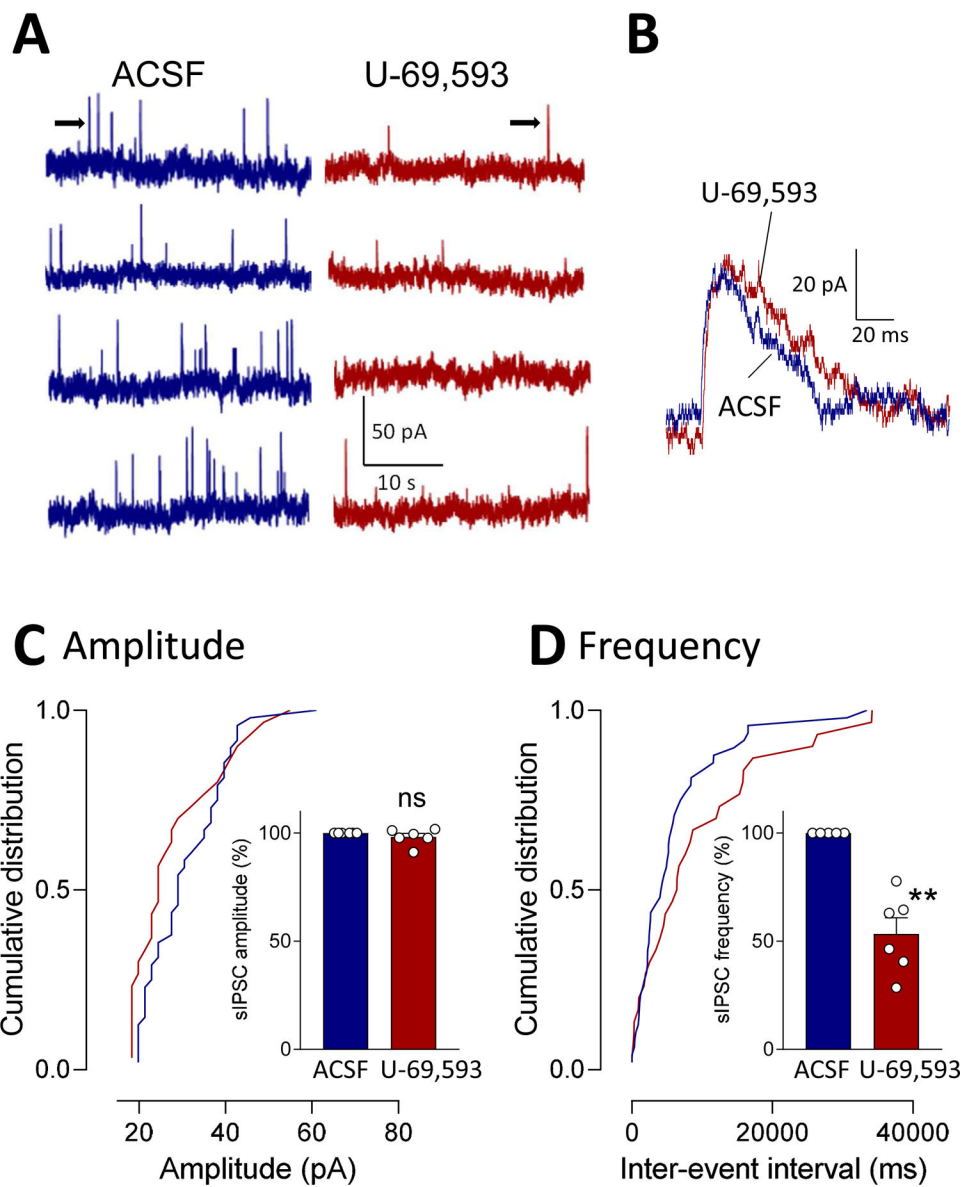 A
B
ACSF
U-69,593
U-69,593
20 pA
20 ms
ACSF
50 pA
10 s
C Amplitude
D Frequency
Cumulative distribution
1.0
0.5
0.0
20
40
60
80
Amplitude (pA)
sIPSC amplitude (%)
100
50
0
ns
ACSF
U-69,593
Cumulative distribution
1.0
0.5
0.0
0
20000
40000
Inter-event interval (ms)
sIPSC frequency (%)
100
50
0
**
ACSF
U-69,593